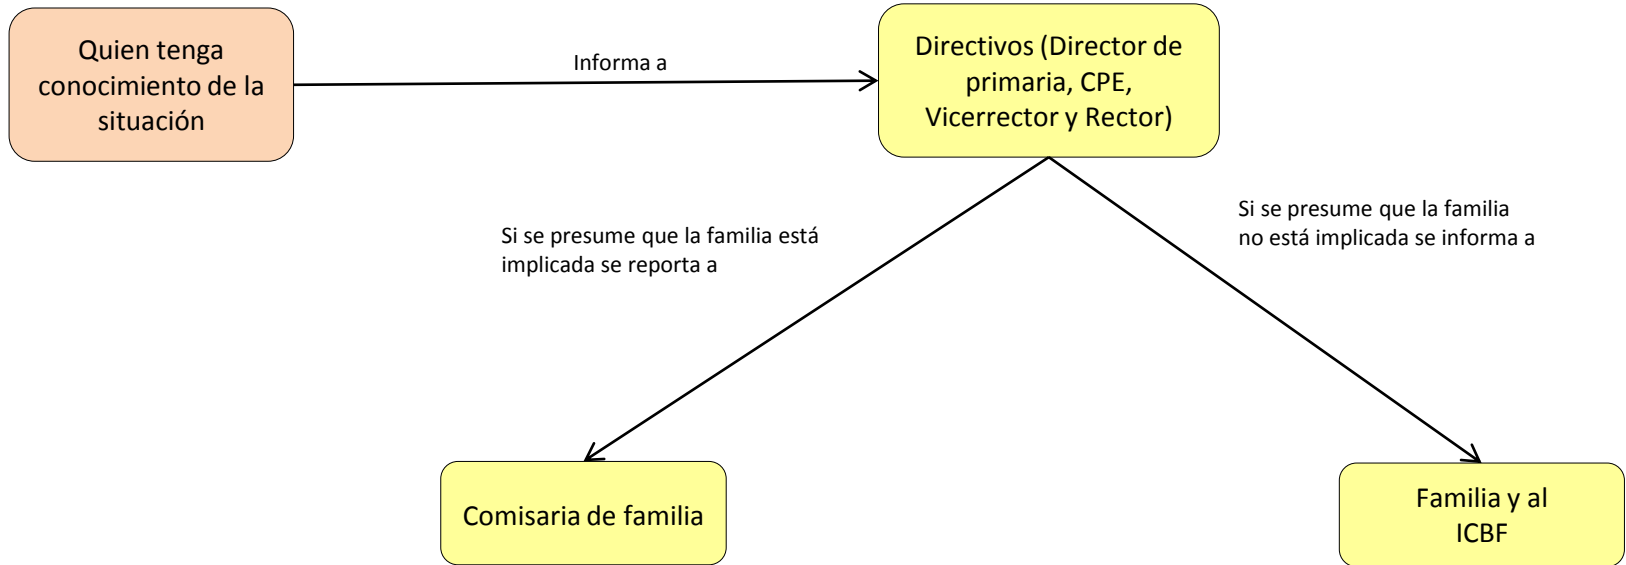 Quien tenga
conocimiento de la
situación
Informa a
Directivos (Director de
primaria, CPE,
Vicerrector y Rector)
Si se presume que la familia está
implicada se reporta a
Si se presume que la familia
no está implicada se informa a
Comisaria de familia
Familia y al
ICBF